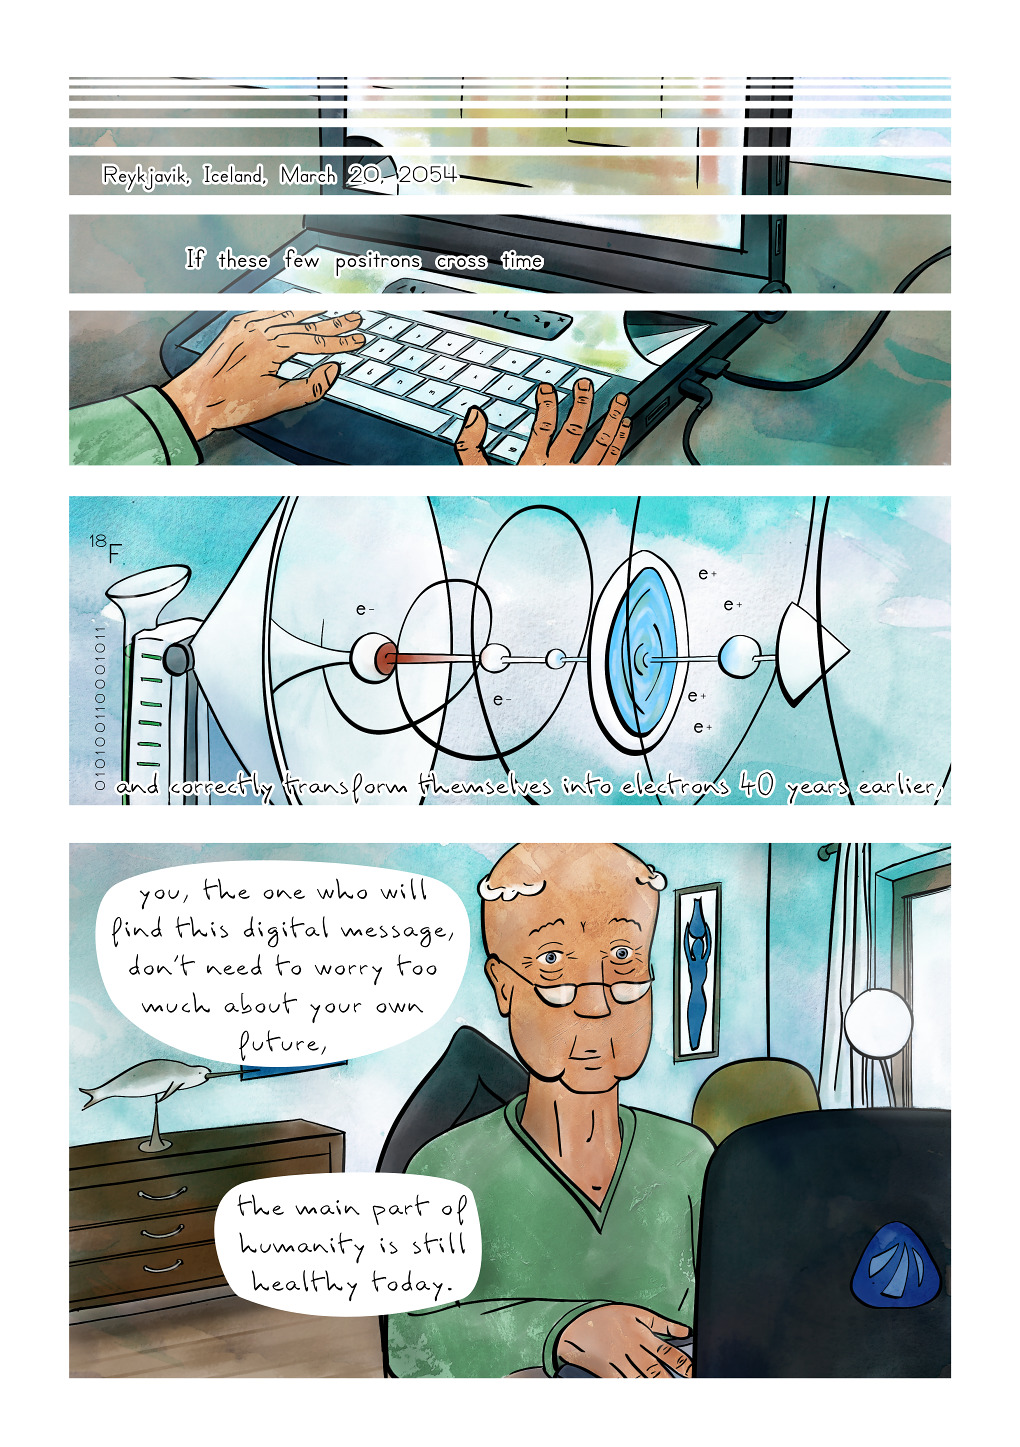 Reykjavik, Iceland, March 20, 2054
If these few positrons cross time
18F
e-
e+
e+
e-
e+
e+
01010011000010​11
and correctly transform themselves into electrons 40 years earlier,
you, the one who will
find this digital message,
don't need to worry too
much about your own
future,
the main part of
humanity is still
healthy today.